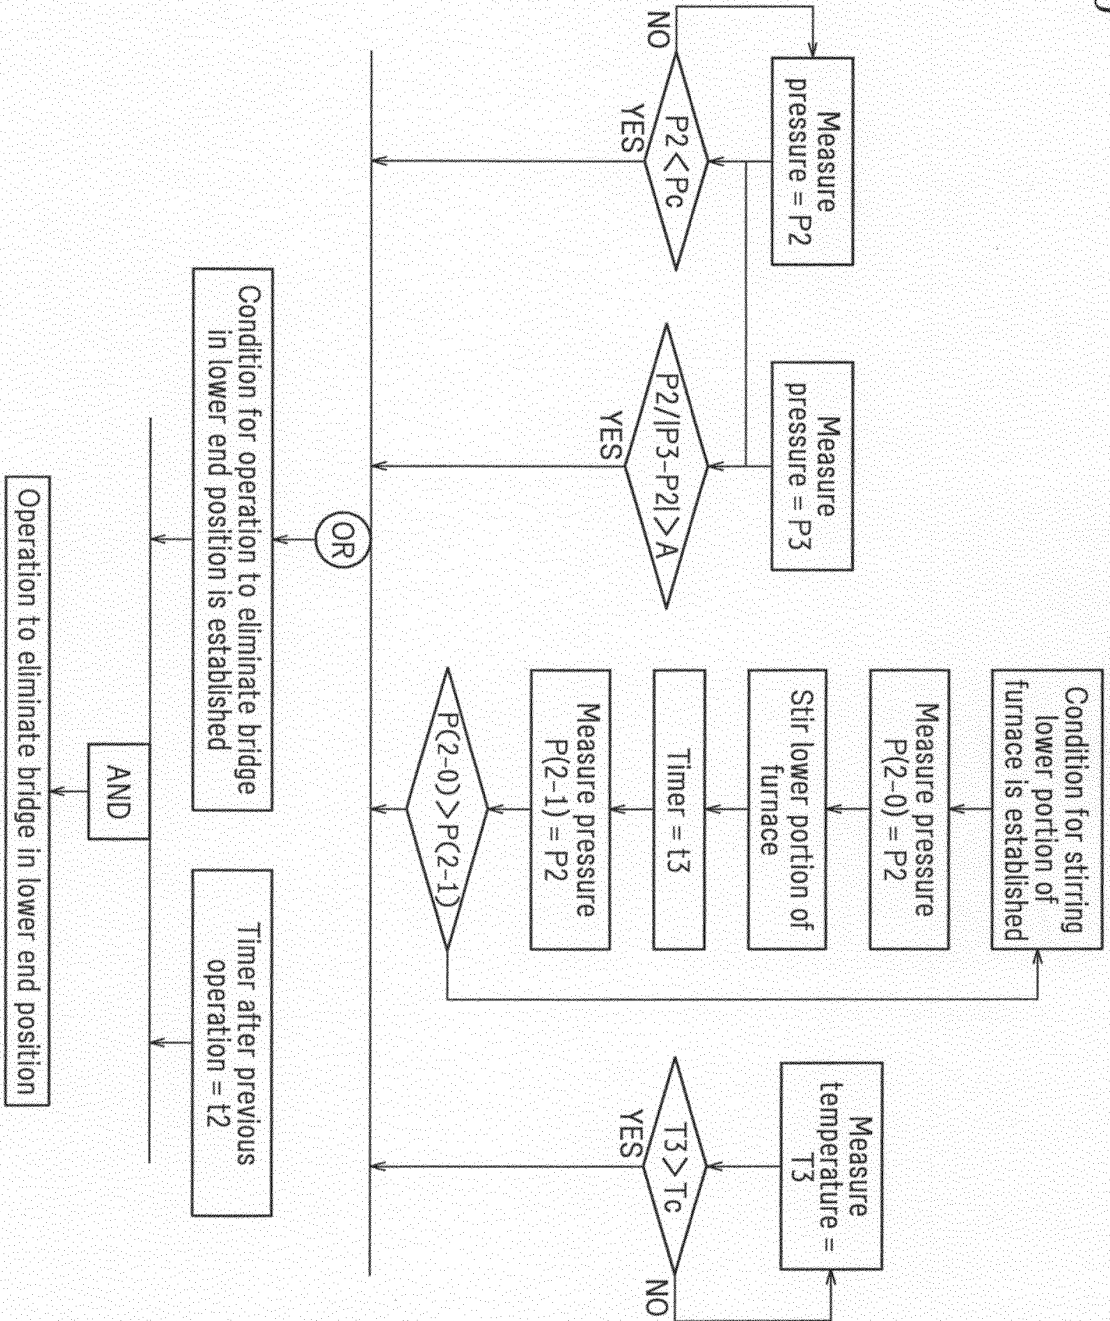 Measure
pressure = P2
NO
P2<Pc
YES
Measure
pressure = P3
P2/|P3-P2|>A
YES
Condition for stirring
lower portion of
furnace is established
Measure pressure
P(2-0) = P2
Stir lower portion of
furnace
Timer = t3
Measure pressure
P(2-1) = P2
P(2-0)>P(2-1)
Measure
temperature =
T3
T3>Tc
NO
YES
OR
Condition for operation to eliminate bridge
in lower end position is established
Timer after previous
operation = t2
AND
Operation to eliminate bridge in lower end position